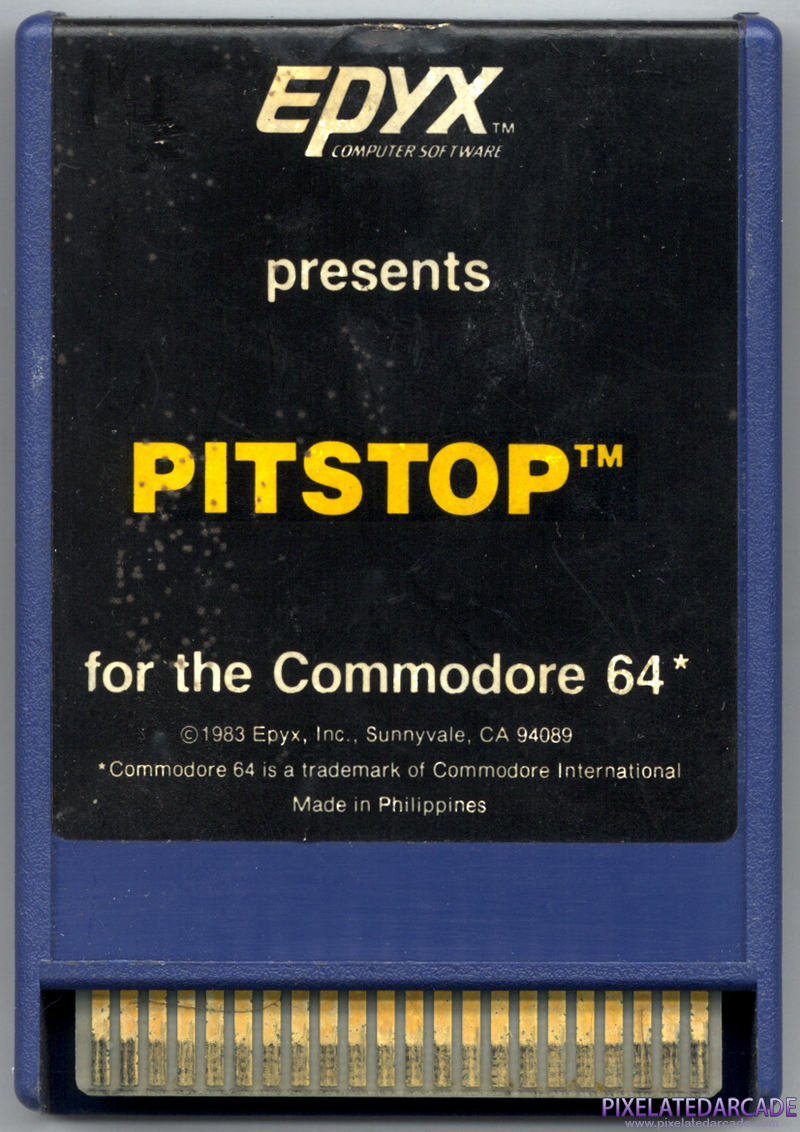 EPYX™
COMPUTER SOFTWARE
presents
PITSTOP™
for the Commodore 64*
©1983 Epyx, Inc., Sunnyvale, CA 94089
*Commodore 64 is a trademark of Commodore International
Made in Philippines
PIXELATEDARCADE
www.pixelatedarcade.com